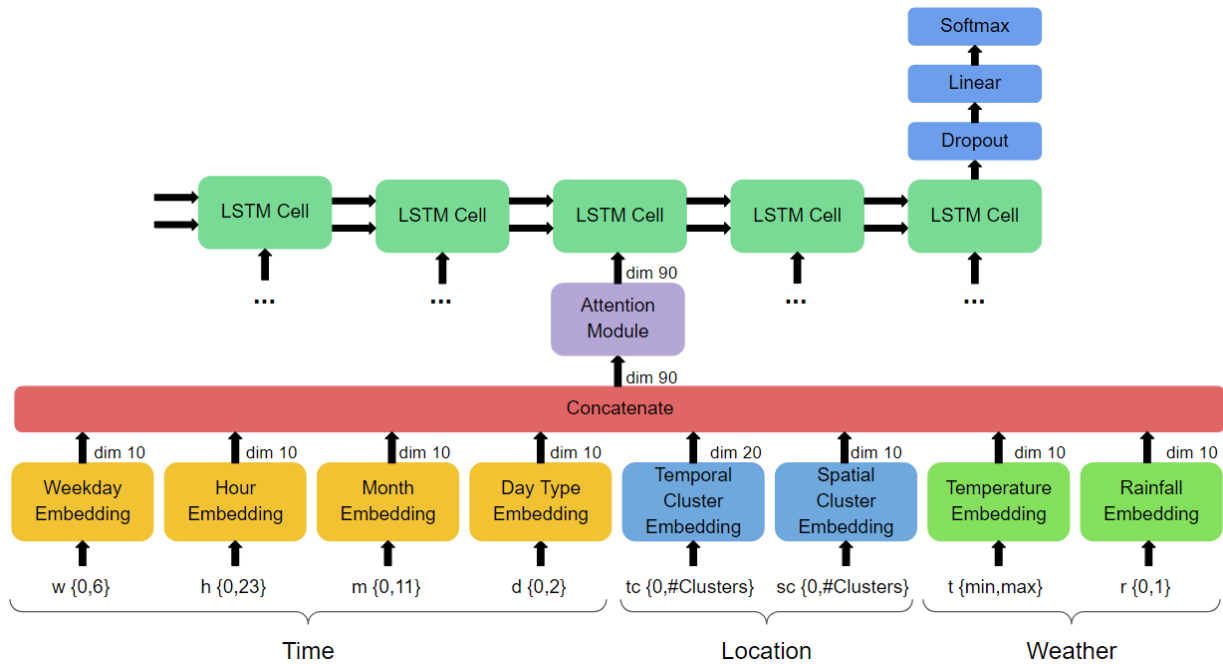 Softmax
Linear
Dropout
LSTM Cell
LSTM Cell
LSTM Cell
LSTM Cell
LSTM Cell
...
...
dim 90
...
...
Attention
Module
dim 90
Concatenate
dim 10
dim 10
dim 10
dim 10
dim 20
dim 10
dim 10
dim 10
Weekday
Embedding
Hour
Embedding
Month
Embedding
Day Type
Embedding
Temporal
Cluster
Embedding
Spatial
Cluster
Embedding
Temperature
Embedding
Rainfall
Embedding
w {0,6}
h {0,23}
m {0,11}
d {0,2}
tc {0,#Clusters}
sc {0,#Clusters}
t {min,max}
r {0,1}
Time
Location
Weather